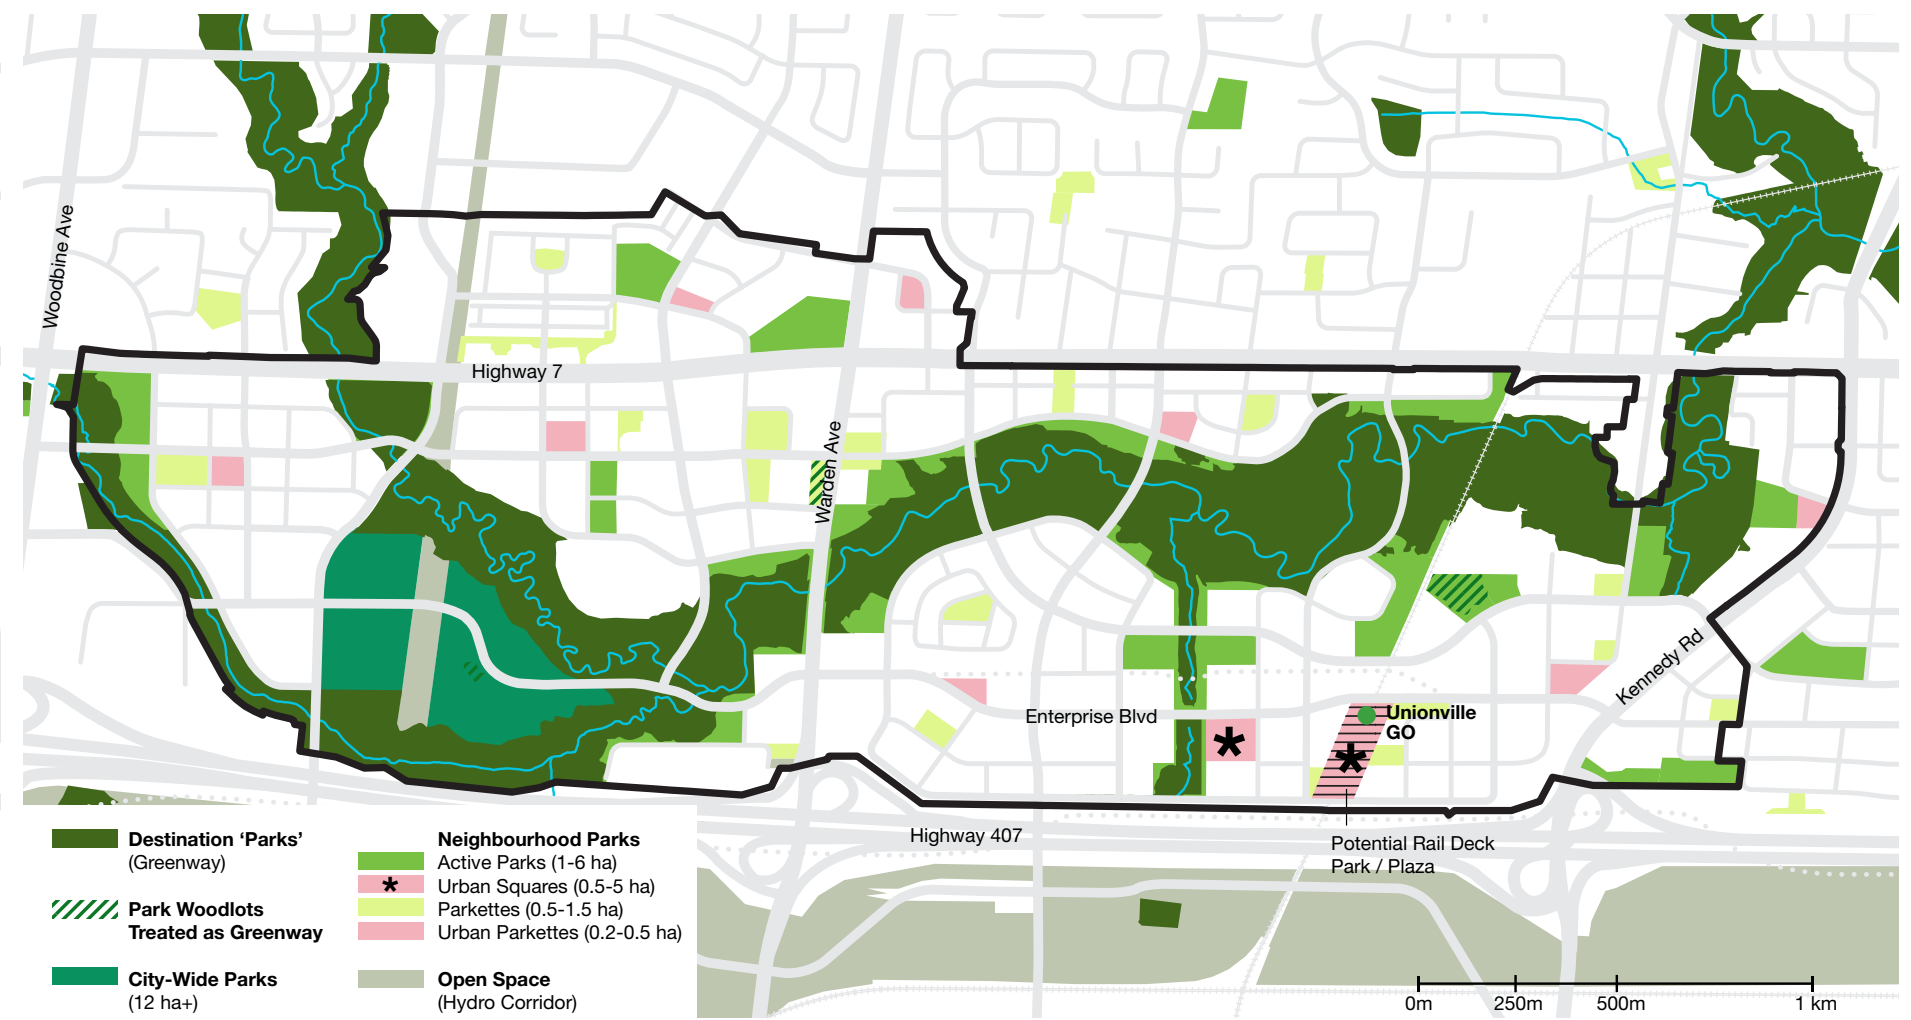 Woodbine Ave
Highway 7
Warden Ave
Enterprise Blvd
Unionville
GO
Kennedy Rd
Highway 407
Potential Rail Deck
Park / Plaza
Destination ‘Parks’
(Greenway)
Park Woodlots
Treated as Greenway
City-Wide Parks
(12 ha+)
Neighbourhood Parks
Active Parks (1-6 ha)
Urban Squares (0.5-5 ha)
Parkettes (0.5-1.5 ha)
Urban Parkettes (0.2-0.5 ha)
Open Space
(Hydro Corridor)
0m 250m 500m 1 km